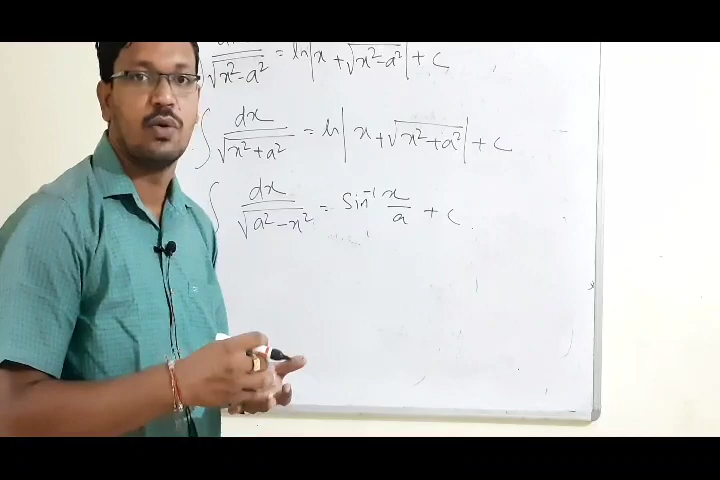 ∫ dx/√(x²-a²) = ln|x + √(x²-a²)| + c
∫ dx/√(x²+a²) = ln|x + √(x²+a²)| + c
∫ dx/√(a²-x²) = Sin⁻¹ x/a + c.